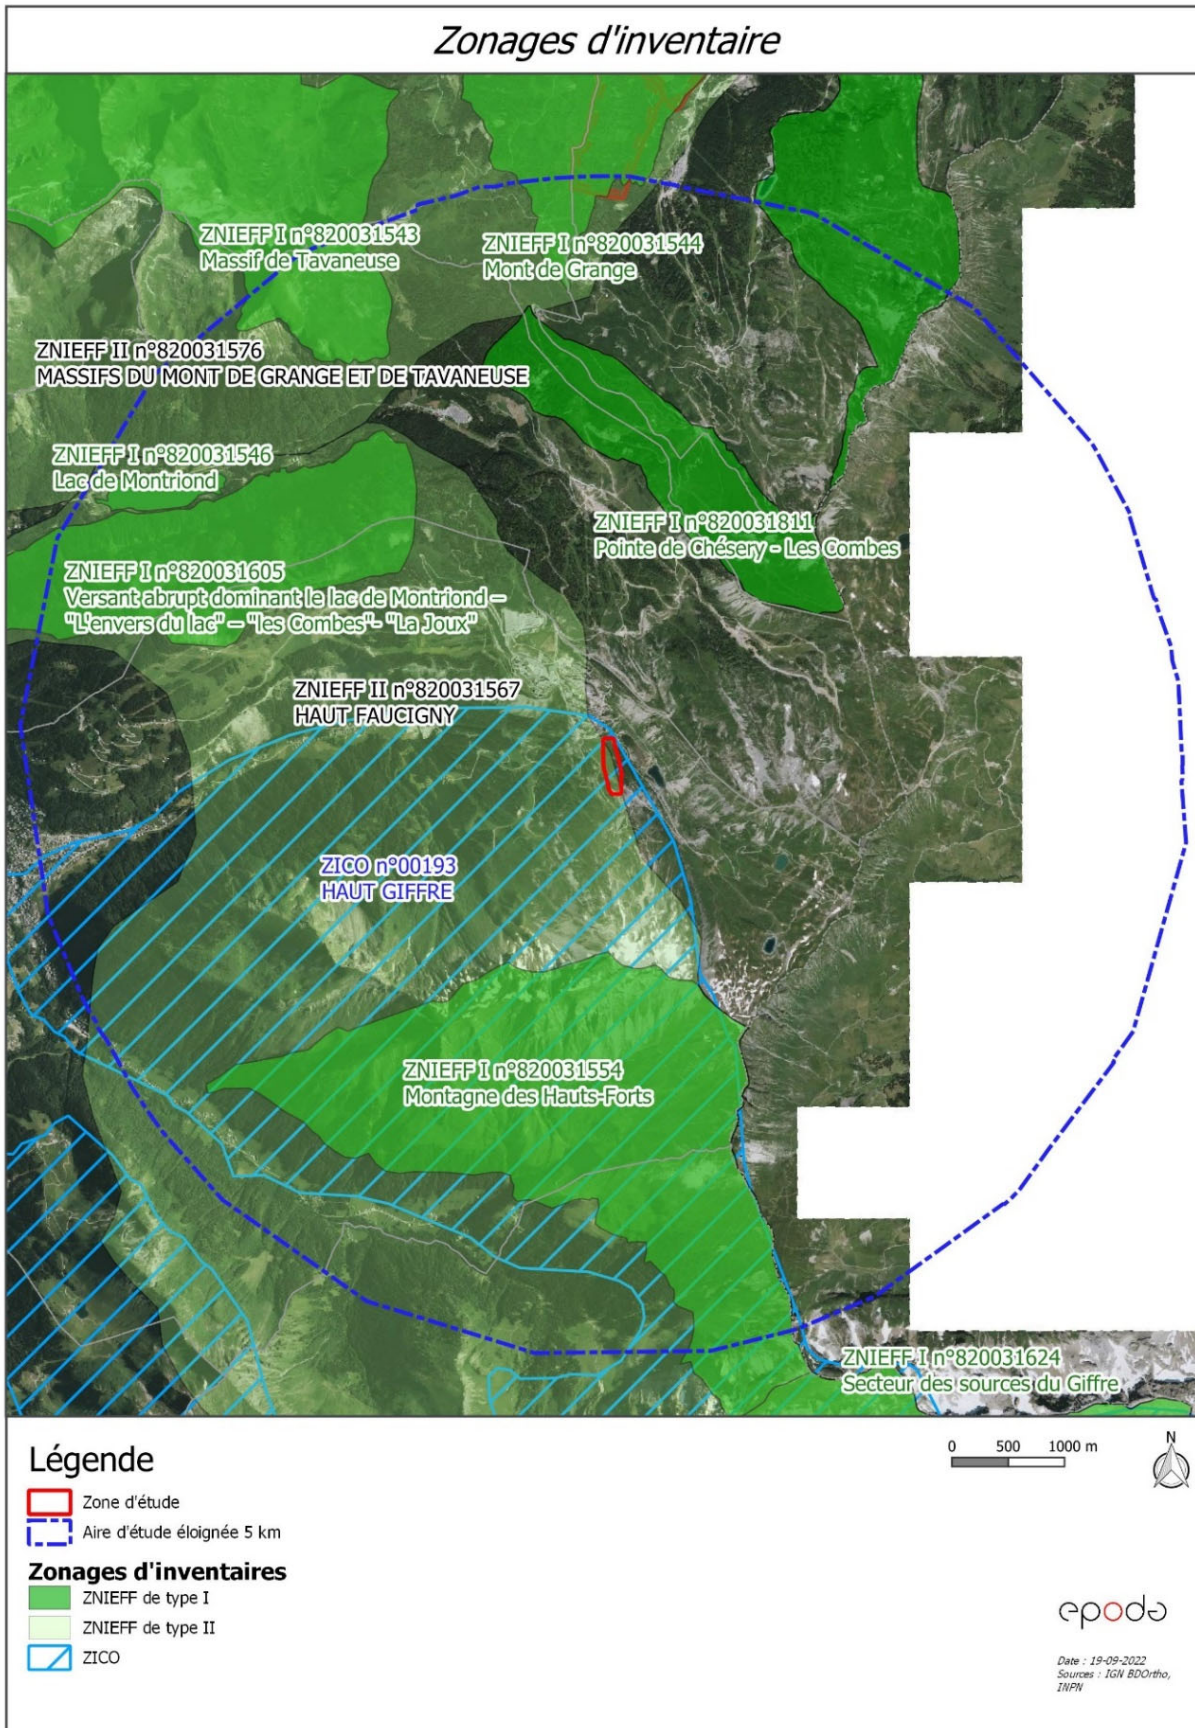 Zonages d'inventaire
ZNIEFF I n°820031543
Massif de Tavaneuse
ZNIEFF I n°820031544
Mont de Grange
ZNIEFF II n°820031576
MASSIFS DU MONT DE GRANGE ET DE TAVANEUSE
ZNIEFF I n°820031546
Lac de Montriond
ZNIEFF I n°820031811
Pointe de Chésery - Les Combes
ZNIEFF I n°820031605
Versant abrupt dominant le lac de Montriond –
"L'envers du lac" – "les Combes"- "La Joux"
ZNIEFF II n°820031567
HAUT FAUCIGNY
ZICO n°00193
HAUT GIFFRE
ZNIEFF I n°820031554
Montagne des Hauts-Forts
ZNIEFF I n°820031624
Secteur des sources du Giffre
Légende
Zone d'étude
Aire d'étude éloignée 5 km
Zonages d'inventaires
ZNIEFF de type I
ZNIEFF de type II
ZICO
0 500 1000 m
N
epode
Date : 19-09-2022
Sources : IGN BDOrtho,
INPN